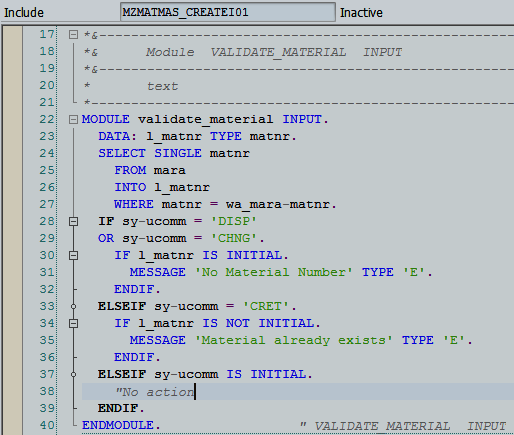 Include MZMATMAS_CREATEI01 Inactive
17 *&---------------------------------------------------------------------
18 *& Module VALIDATE_MATERIAL INPUT
19 *&---------------------------------------------------------------------
20 * text
21 *----------------------------------------------------------------------
22 MODULE validate_material INPUT.
23 DATA: l_matnr TYPE matnr.
24 SELECT SINGLE matnr
25 FROM mara
26 INTO l_matnr
27 WHERE matnr = wa_mara-matnr.
28 IF sy-ucomm = 'DISP'
29 OR sy-ucomm = 'CHNG'.
30 IF l_matnr IS INITIAL.
31 MESSAGE 'No Material Number' TYPE 'E'.
32 ENDIF.
33 ELSEIF sy-ucomm = 'CRET'.
34 IF l_matnr IS NOT INITIAL.
35 MESSAGE 'Material already exists' TYPE 'E'.
36 ENDIF.
37 ELSEIF sy-ucomm IS INITIAL.
38 "No action
39 ENDIF.
40 ENDMODULE. " VALIDATE_MATERIAL INPUT